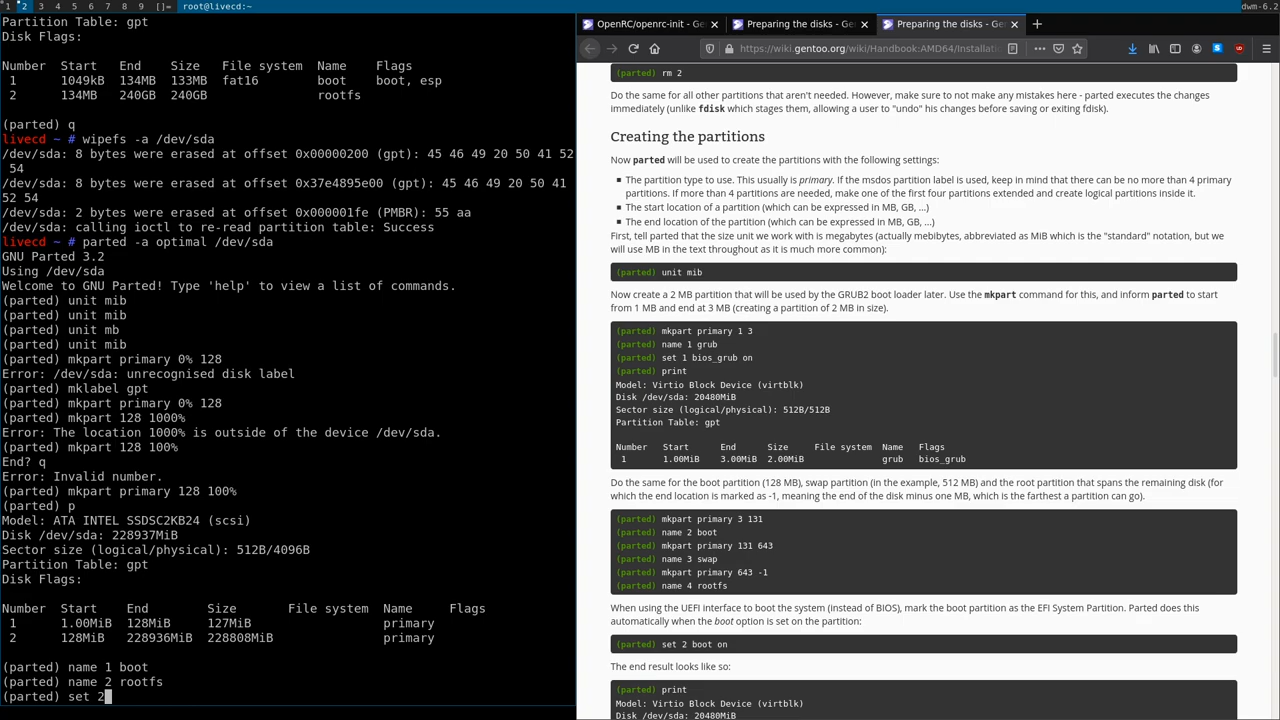 1 2 3 4 5 6 7 8 9 []= root@livecd:~ dwm-6.2
Partition Table: gpt
Disk Flags:
Number Start End Size File system Name Flags
1 1049kB 134MB 133MB fat16 boot boot, esp
2 134MB 240GB 240GB rootfs
(parted) q
livecd ~ # wipefs -a /dev/sda
/dev/sda: 8 bytes were erased at offset 0x00000200 (gpt): 45 46 49 20 50 41 52
54
/dev/sda: 8 bytes were erased at offset 0x37e4895e00 (gpt): 45 46 49 20 50 41
52 54
/dev/sda: 2 bytes were erased at offset 0x000001fe (PMBR): 55 aa
/dev/sda: calling ioctl to re-read partition table: Success
livecd ~ # parted -a optimal /dev/sda
GNU Parted 3.2
Using /dev/sda
Welcome to GNU Parted! Type 'help' to view a list of commands.
(parted) unit mib
(parted) unit mib
(parted) unit mb
(parted) unit mib
(parted) mkpart primary 0% 128
Error: /dev/sda: unrecognised disk label
(parted) mklabel gpt
(parted) mkpart primary 0% 128
(parted) mkpart 128 1000%
Error: The location 1000% is outside of the device /dev/sda.
(parted) mkpart 128 100%
End? q
Error: Invalid number.
(parted) mkpart primary 128 100%
(parted) p
Model: ATA INTEL SSDSC2KB24 (scsi)
Disk /dev/sda: 228937MiB
Sector size (logical/physical): 512B/4096B
Partition Table: gpt
Disk Flags:
Number Start End Size File system Name Flags
1 1.00MiB 128MiB 127MiB primary
2 128MiB 228936MiB 228808MiB primary
(parted) name 1 boot
(parted) name 2 rootfs
(parted) set 2
OpenRC/openrc-init - Ge
Preparing the disks - Gen
Preparing the disks - Gen
https://wiki.gentoo.org/wiki/Handbook:AMD64/Installati
(parted) rm 2
Do the same for all other partitions that aren't needed. However, make sure to not make any mistakes here - parted executes the changes
immediately (unlike fdisk which stages them, allowing a user to "undo" his changes before saving or exiting fdisk).
Creating the partitions
Now parted will be used to create the partitions with the following settings:
The partition type to use. This usually is primary. If the msdos partition label is used, keep in mind that there can be no more than 4 primary
partitions. If more than 4 partitions are needed, make one of the first four partitions extended and create logical partitions inside it.
The start location of a partition (which can be expressed in MB, GB, ...)
The end location of the partition (which can be expressed in MB, GB, ...)
First, tell parted that the size unit we work with is megabytes (actually mebibytes, abbreviated as MiB which is the "standard" notation, but we
will use MB in the text throughout as it is much more common):
(parted) unit mib
Now create a 2 MB partition that will be used by the GRUB2 boot loader later. Use the mkpart command for this, and inform parted to start
from 1 MB and end at 3 MB (creating a partition of 2 MB in size).
(parted) mkpart primary 1 3
(parted) name 1 grub
(parted) set 1 bios_grub on
(parted) print
Model: Virtio Block Device (virtblk)
Disk /dev/sda: 20480MiB
Sector size (logical/physical): 512B/512B
Partition Table: gpt
Number Start End Size File system Name Flags
1 1.00MiB 3.00MiB 2.00MiB grub bios_grub
Do the same for the boot partition (128 MB), swap partition (in the example, 512 MB) and the root partition that spans the remaining disk (for
which the end location is marked as -1, meaning the end of the disk minus one MB, which is the farthest a partition can go).
(parted) mkpart primary 3 131
(parted) name 2 boot
(parted) mkpart primary 131 643
(parted) name 3 swap
(parted) mkpart primary 643 -1
(parted) name 4 rootfs
When using the UEFI interface to boot the system (instead of BIOS), mark the boot partition as the EFI System Partition. Parted does this
automatically when the boot option is set on the partition:
(parted) set 2 boot on
The end result looks like so:
(parted) print
Model: Virtio Block Device (virtblk)
Disk /dev/sda: 20480MiB